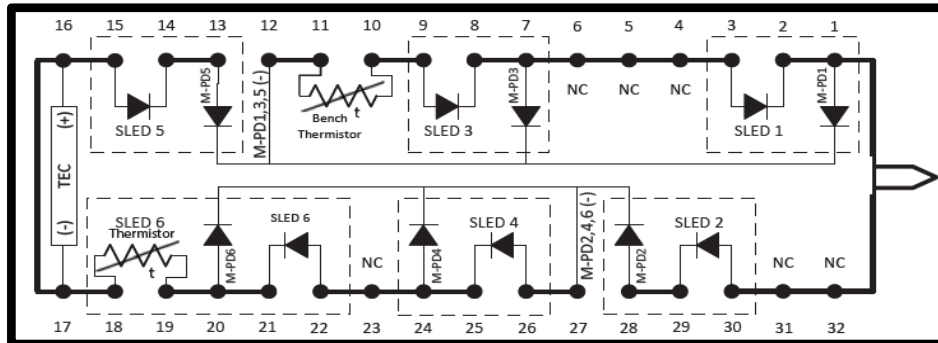 16 15 14 13 12 11 10 9 8 7 6 5 4 3 2 1
M-PD5
M-PD1,3,5 (-)
M-PD3
NC NC NC
M-PD1
(+)
TEC
(-)
SLED 5
t
Bench
Thermistor
SLED 3
SLED 1
SLED 6
Thermistor
t
M-PD6
SLED 6
NC
M-PD4
SLED 4
M-PD2,4,6 (-)
M-PD2
SLED 2
NC NC
17 18 19 20 21 22 23 24 25 26 27 28 29 30 31 32